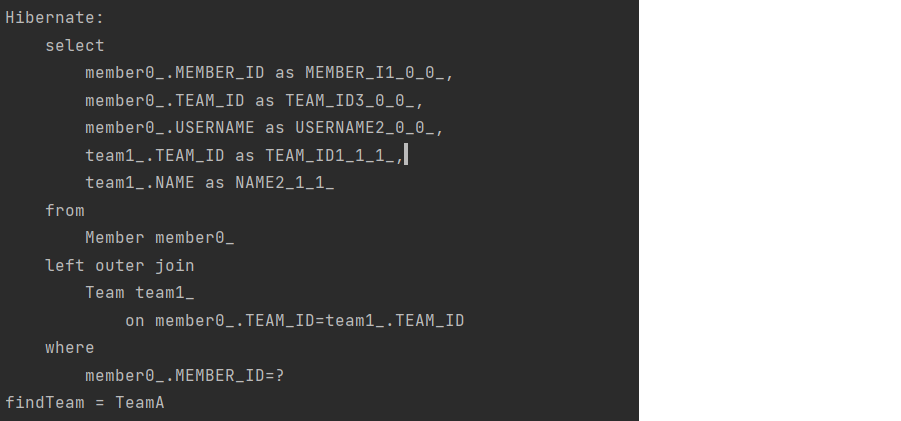 Hibernate:
    select
        member0_.MEMBER_ID as MEMBER_I1_0_0_,
        member0_.TEAM_ID as TEAM_ID3_0_0_,
        member0_.USERNAME as USERNAME2_0_0_,
        team1_.TEAM_ID as TEAM_ID1_1_1_,
        team1_.NAME as NAME2_1_1_
    from
        Member member0_
    left outer join
        Team team1_
            on member0_.TEAM_ID=team1_.TEAM_ID
    where
        member0_.MEMBER_ID=?
findTeam = TeamA